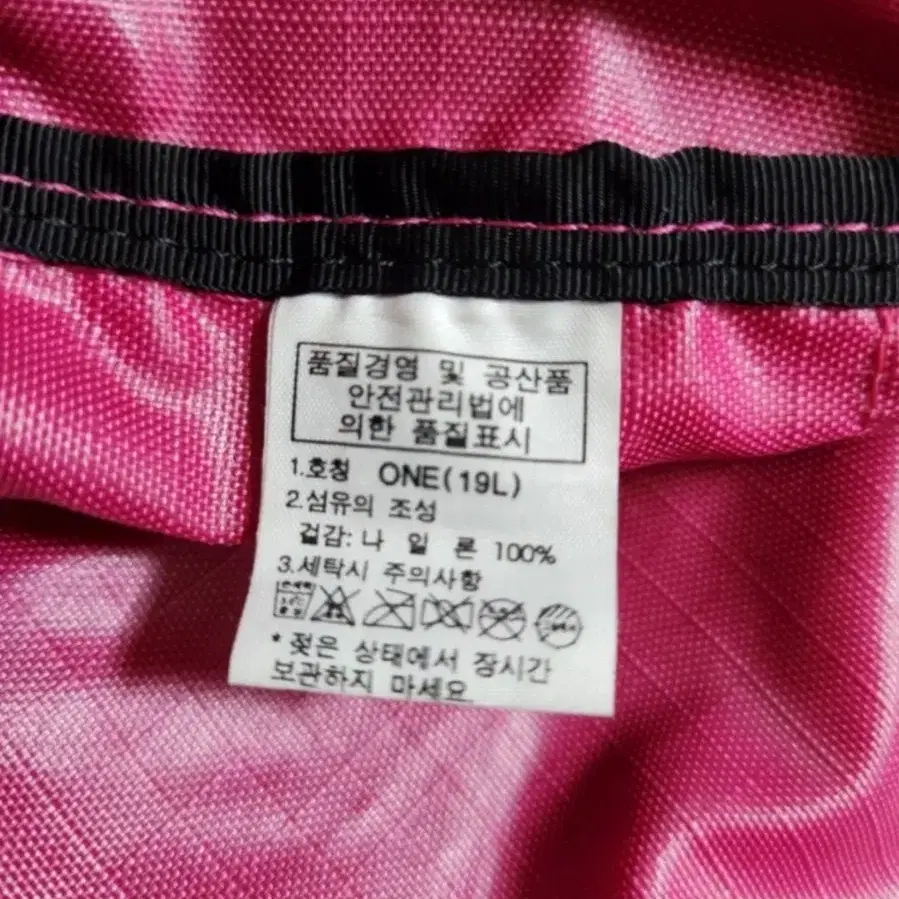 품질경영 및 공산품
안전관리법에
의한 품질표시
1.호칭 ONE(19L)
2.섬유의 조성
겉감: 나 일 론 100%
3.세탁시 주의사항
* 젖은 상태에서 장시간
보관하지 마세요